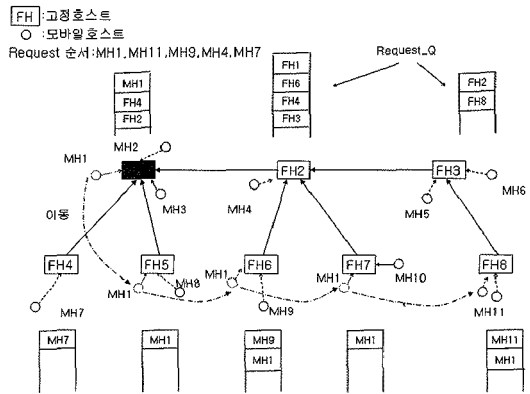 FH :고정호스트
:모바일호스트
Request 순서:MH1,MH11,MH9,MH4,MH7
Request_Q
MH1
FH4
FH2
FH1
FH6
FH4
FH3
FH2
FH8
MH2
MH1
FH2
FH3
MH3
MH4
MH5
MH6
이동
FH4
FH5
FH6
FH7
FH8
MH1
MH8
MH1
MH1
MH10
MH7
MH9
MH11
MH7
MH1
MH9
MH1
MH1
MH11
MH1